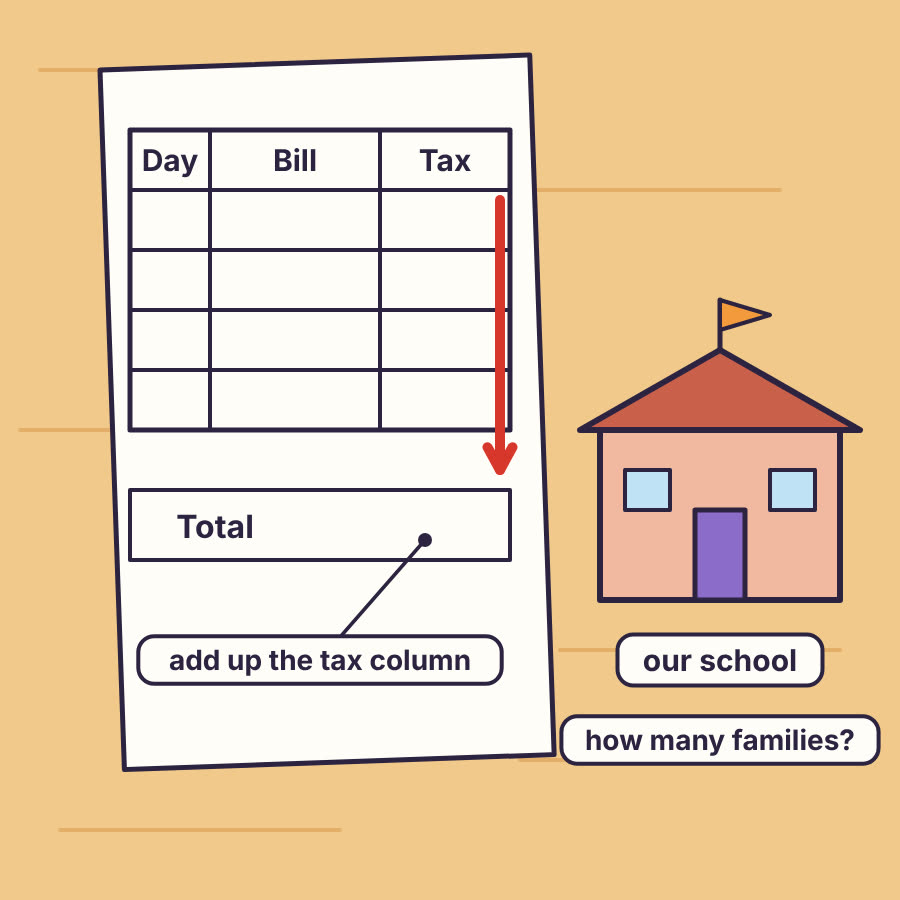 Day Bill Tax
Total
add up the tax column
our school
how many families?